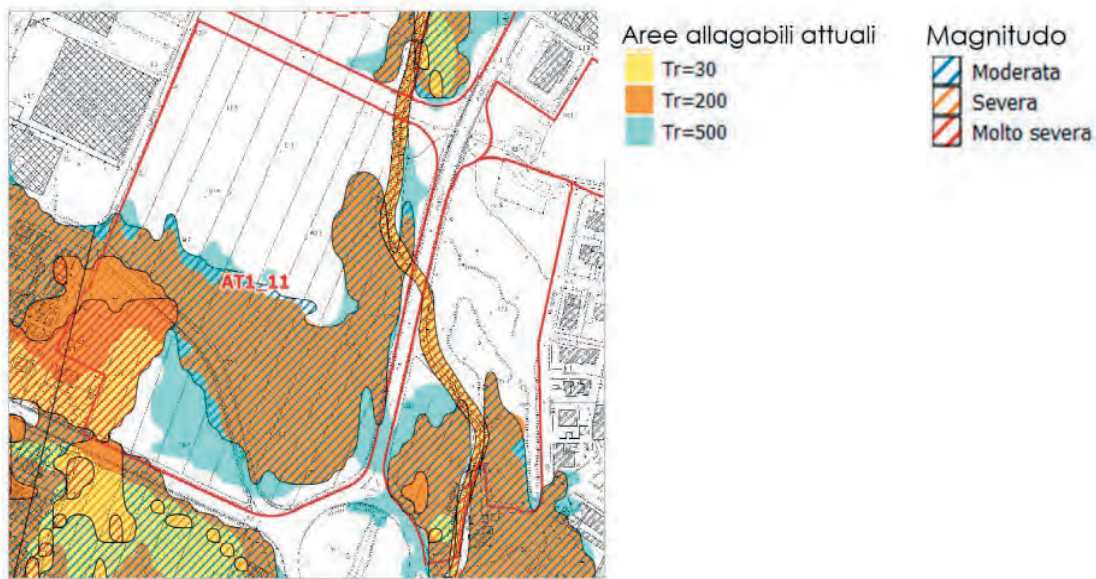 Aree allagabili attuali
Tr=30
Tr=200
Tr=500
Magnitudo
Moderata
Severa
Molto severa
AT1_11